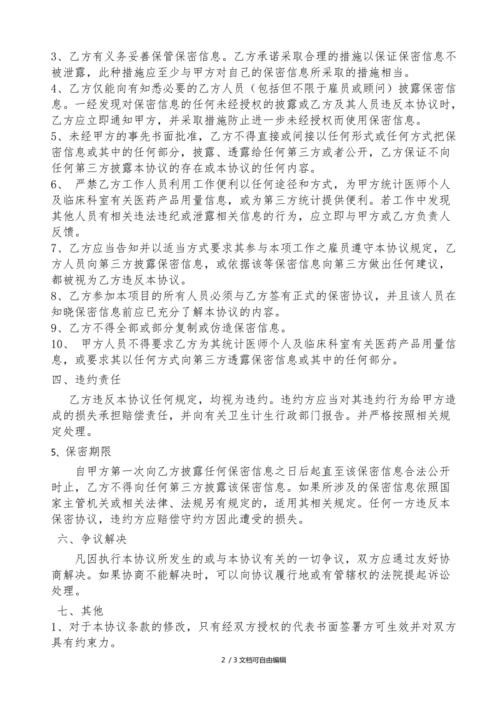 3、乙方有义务妥善保管保密信息。乙方承诺采取合理的措施以保证保密信息不
被泄露，此种措施应至少与甲方对自己的保密信息所采取的措施相当。
4、乙方仅能向有知悉必要的乙方人员（包括但不限于雇员或顾问）披露保密信
息。一经发现对保密信息的任何未经授权的披露或乙方及其人员违反本协议时，
乙方应立即通知甲方，并采取措施防止进一步未经授权而使用保密信息。
5、未经甲方的事先书面批准，乙方不得直接或间接以任何形式或任何方式把保
密信息或其中的任何部分，披露、透露给任何第三方或者公开，乙方保证不向
任何第三方披露本协议的存在或本协议的任何内容。
6、 严禁乙方工作人员利用工作便利以任何途径和方式，为甲方统计医师个人
及临床科室有关医药产品用量信息，或为第三方统计提供便利。若工作中发现
其他人员有相关违法违纪或泄露相关信息的行为，应立即与甲方或乙方负责人
反馈。
7、乙方应当告知并以适当方式要求其参与本项工作之雇员遵守本协议规定，乙
方人员向第三方披露保密信息，或依据该等保密信息向第三方做出任何建议，
都被视为乙方违反本协议。
8、乙方参加本项目的所有人员必须与乙方签有正式的保密协议，并且该人员在
知晓保密信息前应已充分了解本协议的内容。
9、乙方不得全部或部分复制或仿造保密信息。
10、 甲方人员不得要求乙方为其统计医师个人及临床科室有关医药产品用量信
息，或要求其以任何方式向第三方透露保密信息或其中的任何部分。
四、违约责任
乙方违反本协议任何规定，均视为违约。违约方应当对其违约行为给甲方造
成的损失承担赔偿责任，并向有关卫生计生行政部门报告。并严格按照相关规
定处理。
5、保密期限
自甲方第一次向乙方披露任何保密信息之日后起直至该保密信息合法公开
时止，乙方不得向任何第三方披露该保密信息。如果所涉及的保密信息依照国
家主管机关或相关法律、法规另有规定的，适用其相关规定。任何一方违反本
保密协议，违约方应赔偿守约方因此遭受的损失。
六、争议解决
凡因执行本协议所发生的或与本协议有关的一切争议，双方应通过友好协
商解决。如果协商不能解决时，可以向协议履行地或有管辖权的法院提起诉讼
处理。
七、其他
1、对于本协议条款的修改，只有经双方授权的代表书面签署方可生效并对双方
具有约束力。
2 / 3文档可自由编辑